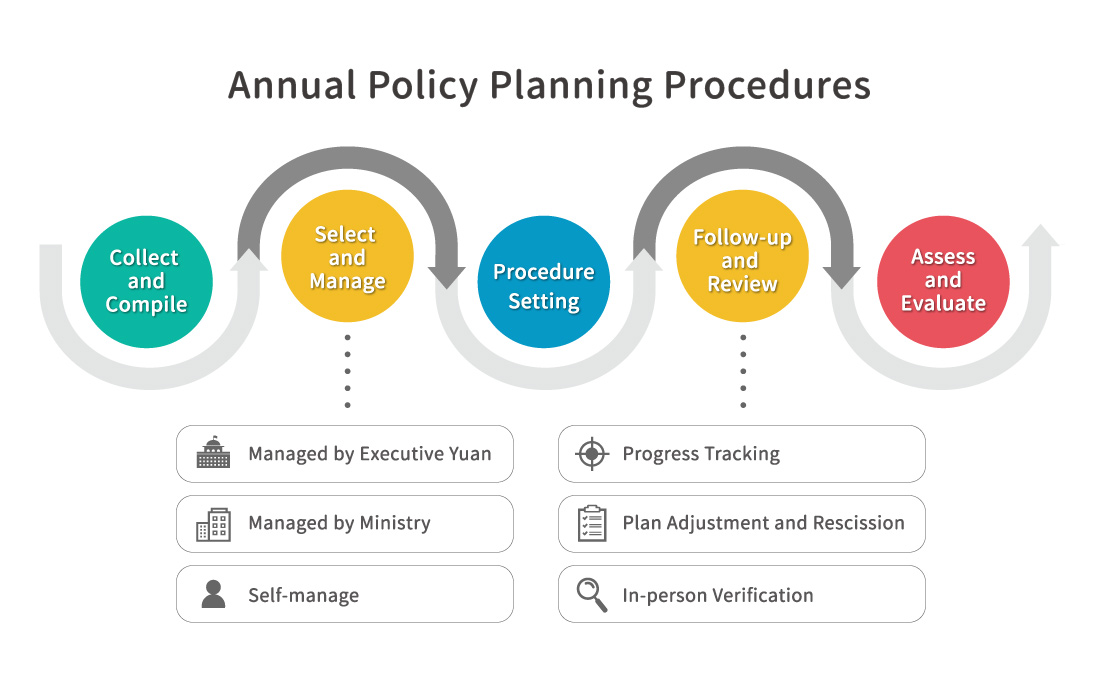 Annual Policy Planning Procedures
Collect
and
Compile
Select
and
Manage
Procedure
Setting
Follow-up
and
Review
Assess
and
Evaluate
Managed by Executive Yuan
Managed by Ministry
Self-manage
Progress Tracking
Plan Adjustment and Rescission
In-person Verification